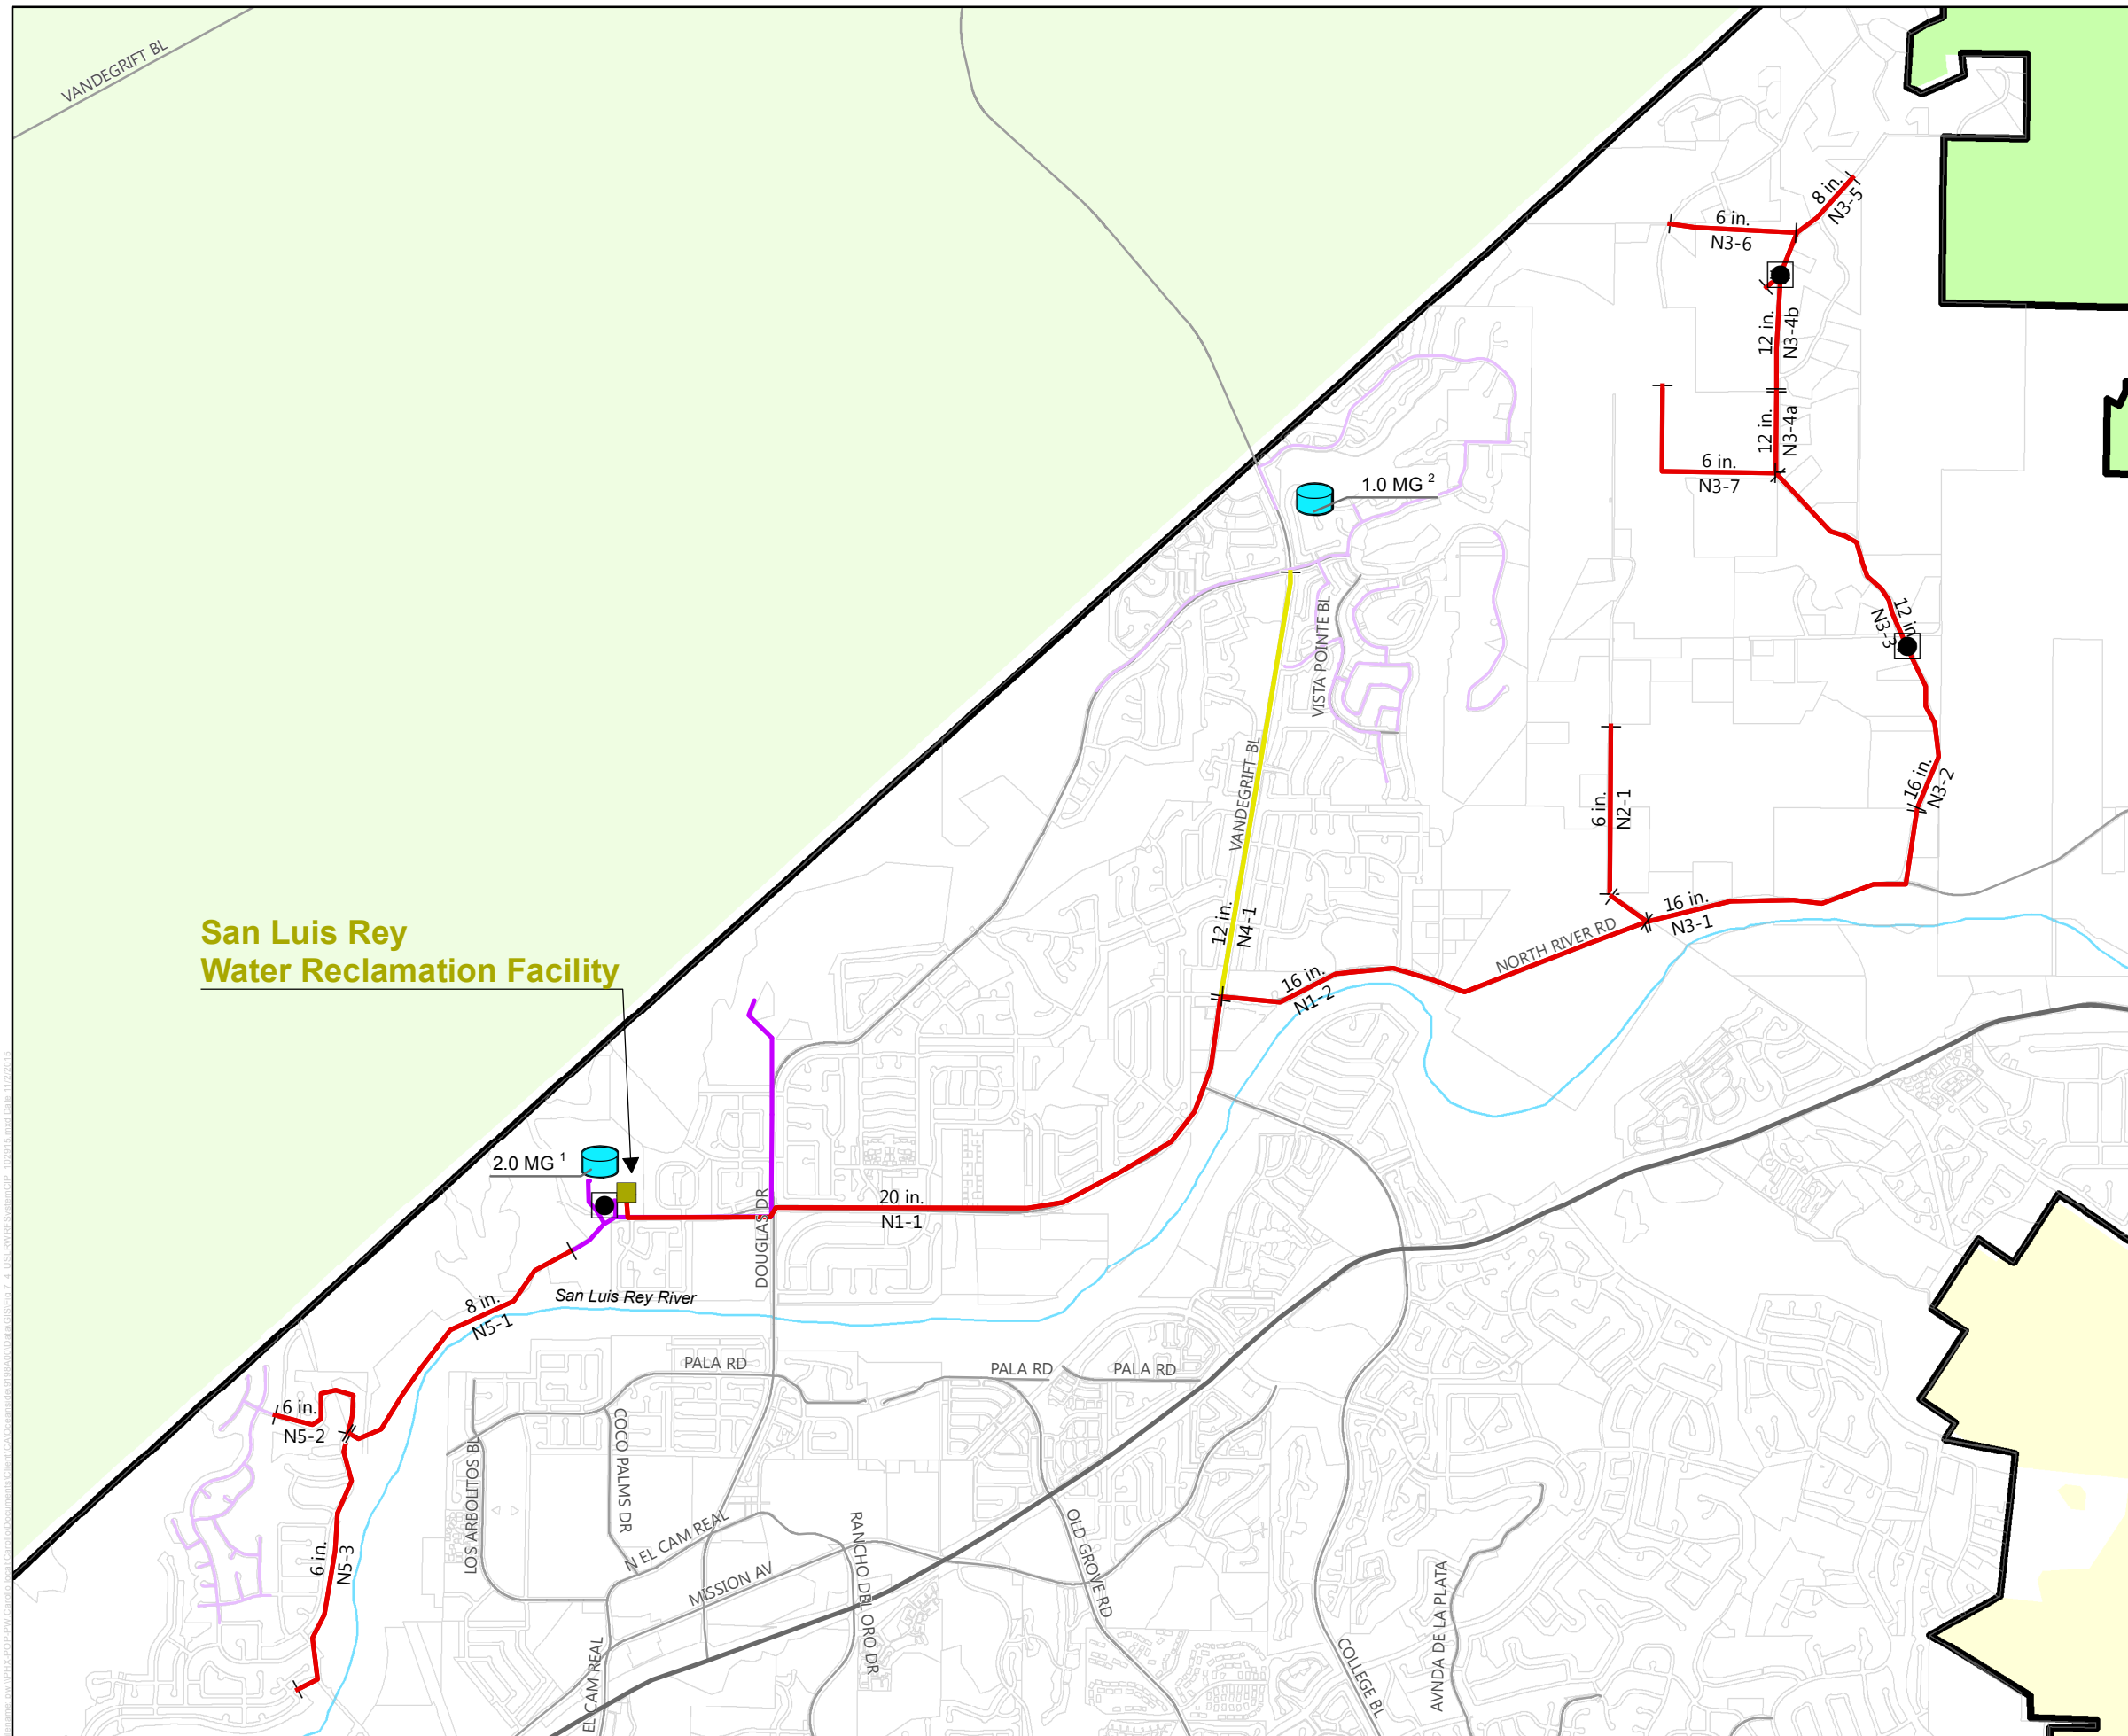 VANDEGRIFT BL
8 in.
N3-5
6 in.
N3-6
12 in.
N3-4b
12 in.
N3-4a
6 in.
N3-7
1.0 MG 2
12 in.
N3-3
VISTA POINTE BL
VANDEGRIFT BL
16 in.
N3-2
6 in.
N2-1
16 in.
N3-1
NORTH RIVER RD
12 in.
N4-1
16 in.
N1-2
San Luis Rey
Water Reclamation Facility
2.0 MG 1
20 in.
N1-1
DOUGLAS DR
San Luis Rey River
8 in.
N5-1
PALA RD
PALA RD
PALA RD
6 in.
N5-2
LOS ARBOLITOS BL
COCO PALMS DR
N EL CAM REAL
MISSION AV
RANCHO DEL ORO DR
OLD GROVE RD
6 in.
N5-3
EL CAM REAL
COLLEGE BL
AVNDA DE LA PLATA